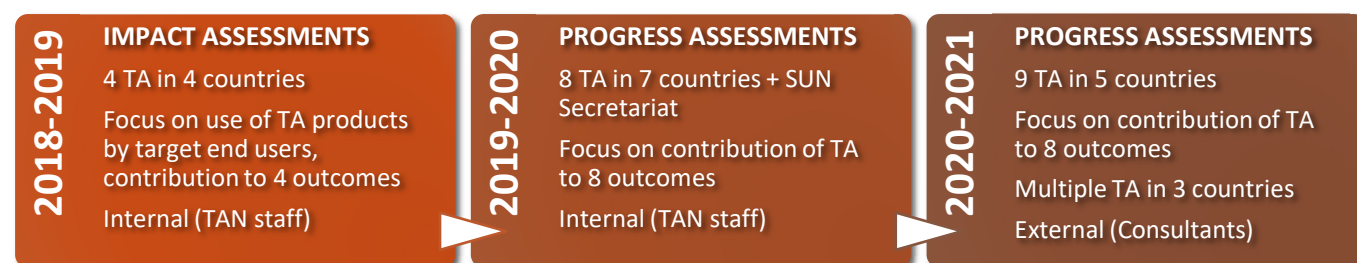 2018-2019
IMPACT ASSESSMENTS
4 TA in 4 countries
Focus on use of TA products
by target end users,
contribution to 4 outcomes
Internal (TAN staff)
2019-2020
PROGRESS ASSESSMENTS
8 TA in 7 countries + SUN
Secretariat
Focus on contribution of TA
to 8 outcomes
Internal (TAN staff)
2020-2021
PROGRESS ASSESSMENTS
9 TA in 5 countries
Focus on contribution of TA
to 8 outcomes
Multiple TA in 3 countries
External (Consultants)